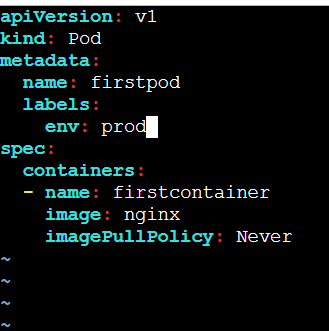 apiVersion: v1
kind: Pod
metadata:
  name: firstpod
  labels:
    env: prod
spec:
  containers:
  - name: firstcontainer
    image: nginx
    imagePullPolicy: Never
~
~
~
~